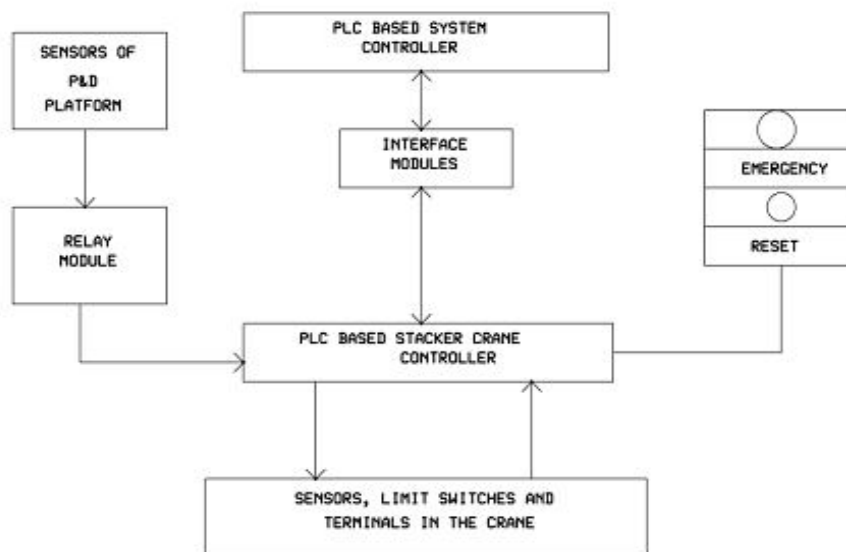 PLC BASED SYSTEM
CONTROLLER
SENSORS OF
P&D
PLATFORM
INTERFACE
MODULES
EMERGENCY
RESET
RELAY
MODULE
PLC BASED STACKER CRANE
CONTROLLER
SENSORS, LIMIT SWITCHES AND
TERMINALS IN THE CRANE